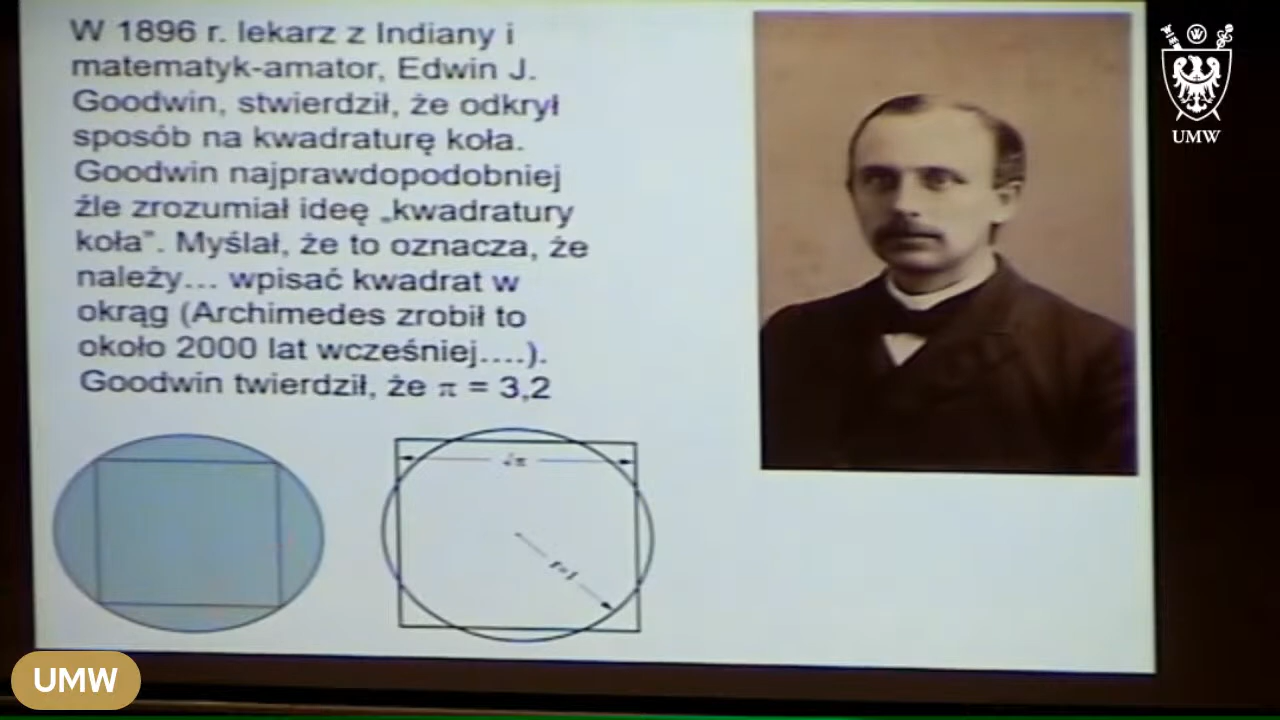 W 1896 r. lekarz z Indiany i
matematyk-amator, Edwin J.
Goodwin, stwierdził, że odkrył
sposób na kwadraturę koła.
Goodwin najprawdopodobniej
źle zrozumiał ideę „kwadratury
koła”. Myślał, że to oznacza, że
należy... wpisać kwadrat w
okrąg (Archimedes zrobił to
około 2000 lat wcześniej....).
Goodwin twierdził, że π = 3,2
√π
r=1
W
UMW
UMW